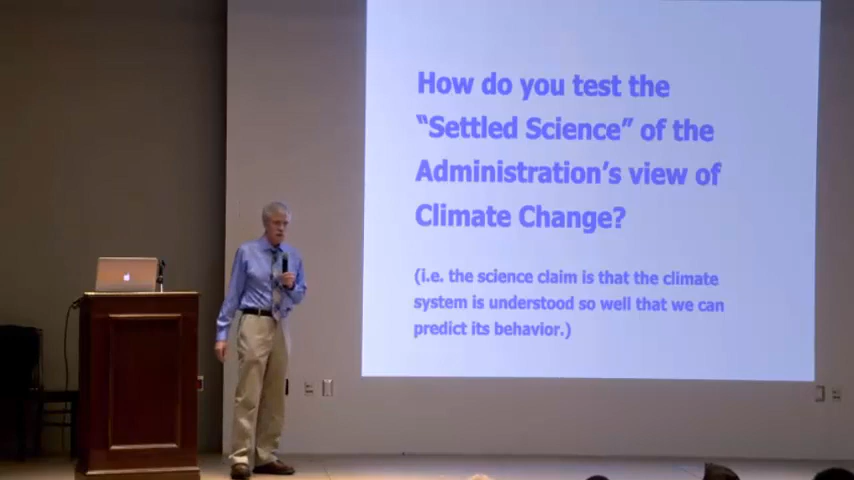 How do you test the
“Settled Science” of the
Administration’s view of
Climate Change?
(i.e. the science claim is that the climate
system is understood so well that we can
predict its behavior.)